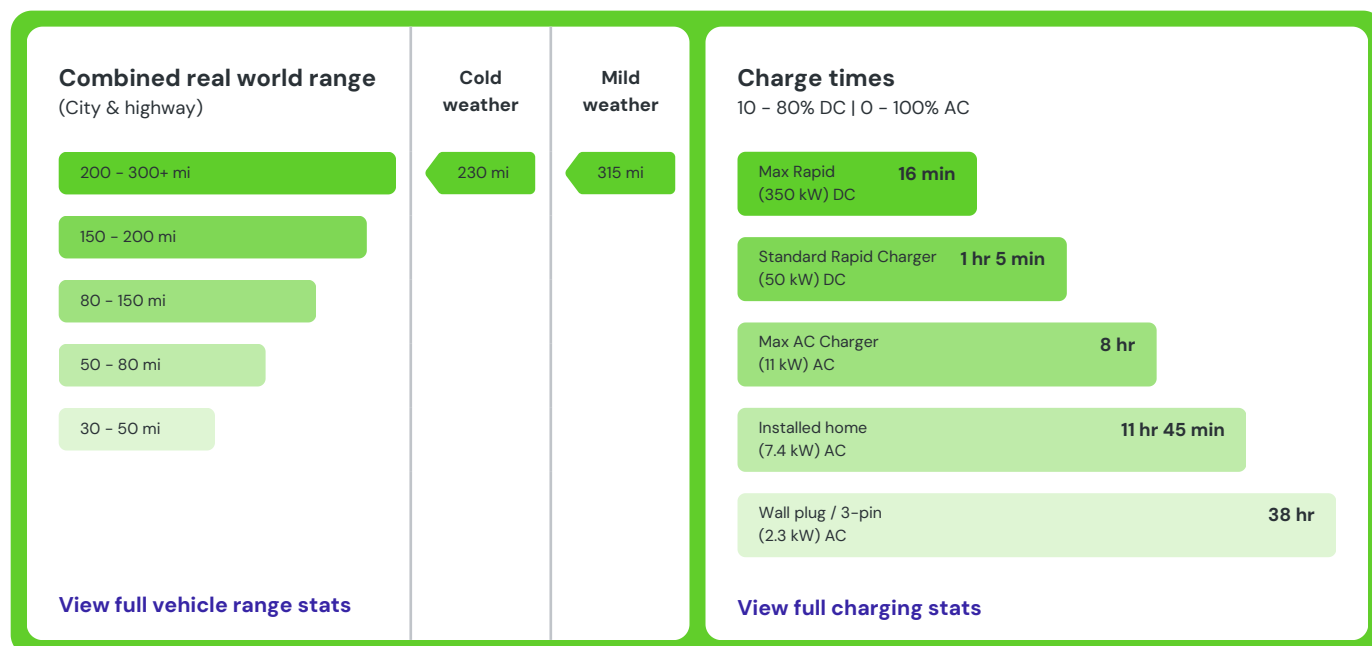 Combined real world range
(City & highway)
Cold
weather
Mild
weather
200 - 300+ mi
230 mi
315 mi
150 - 200 mi
80 - 150 mi
50 - 80 mi
30 - 50 mi
View full vehicle range stats
Charge times
10 - 80% DC | 0 - 100% AC
Max Rapid
(350 kW) DC
16 min
Standard Rapid Charger
(50 kW) DC
1 hr 5 min
Max AC Charger
(11 kW) AC
8 hr
Installed home
(7.4 kW) AC
11 hr 45 min
Wall plug / 3-pin
(2.3 kW) AC
38 hr
View full charging stats